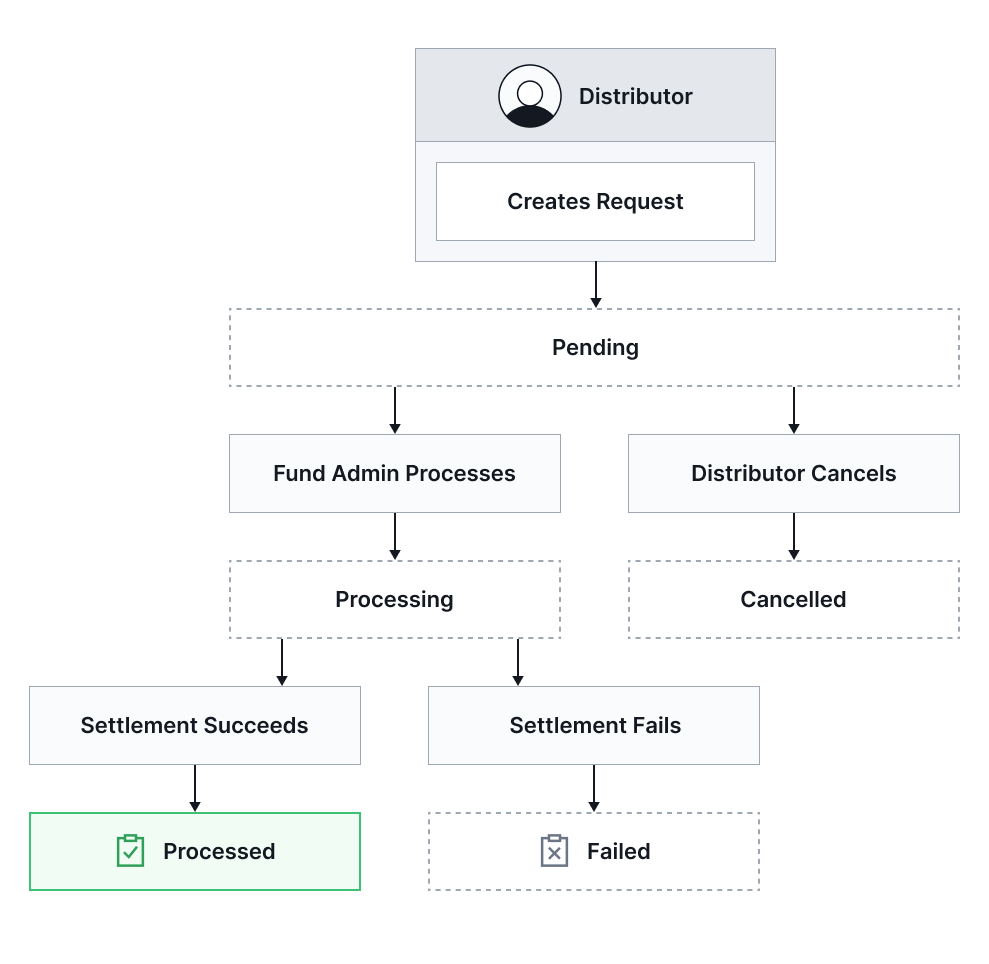 Distributor
Creates Request
Pending
Fund Admin Processes
Distributor Cancels
Processing
Cancelled
Settlement Succeeds
Settlement Fails
Processed
Failed